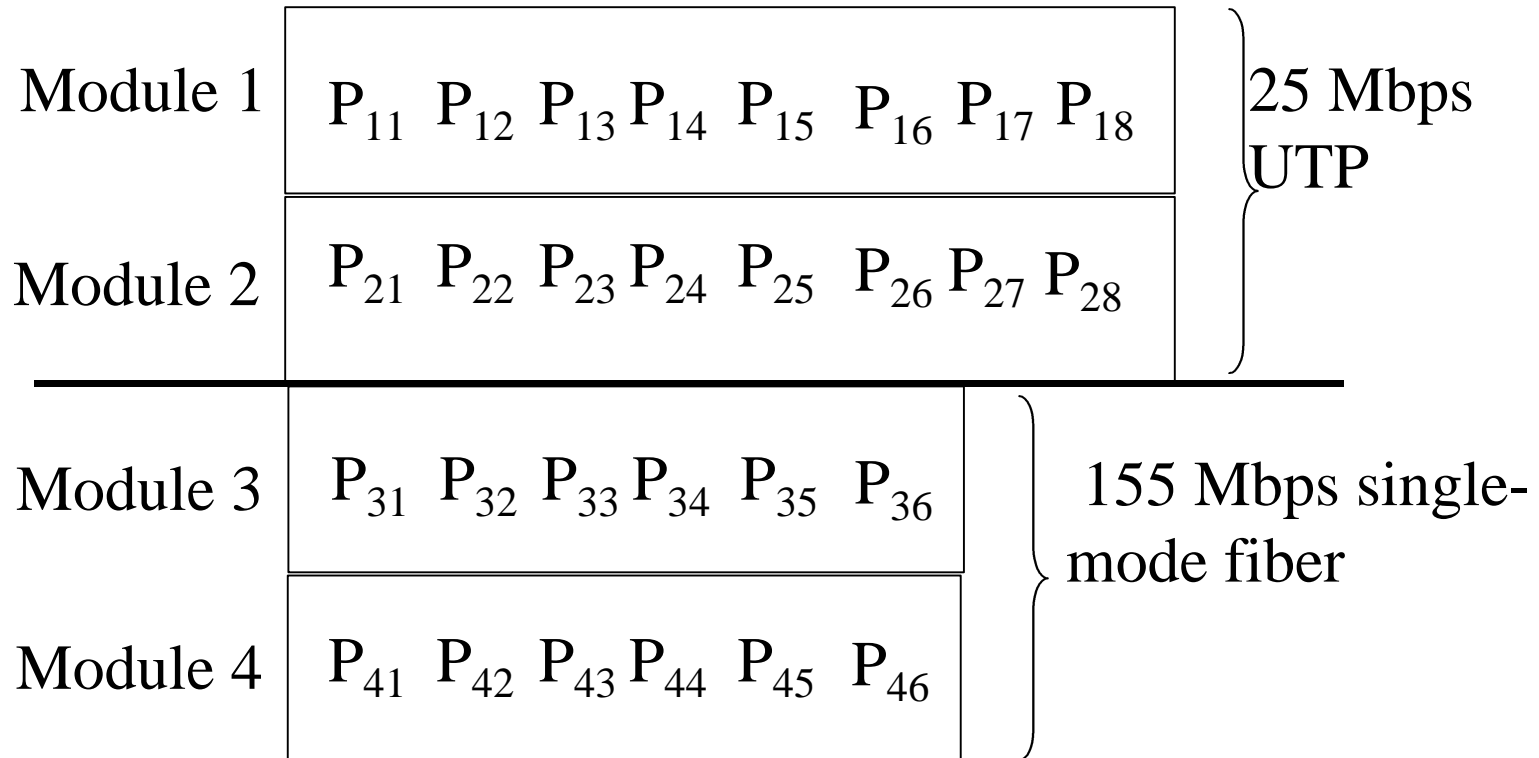 Module 1 P₁₁ P₁₂ P₁₃ P₁₄ P₁₅ P₁₆ P₁₇ P₁₈
25 Mbps
UTP
Module 2 P₂₁ P₂₂ P₂₃ P₂₄ P₂₅ P₂₆ P₂₇ P₂₈
Module 3 P₃₁ P₃₂ P₃₃ P₃₄ P₃₅ P₃₆
155 Mbps single-
mode fiber
Module 4 P₄₁ P₄₂ P₄₃ P₄₄ P₄₅ P₄₆